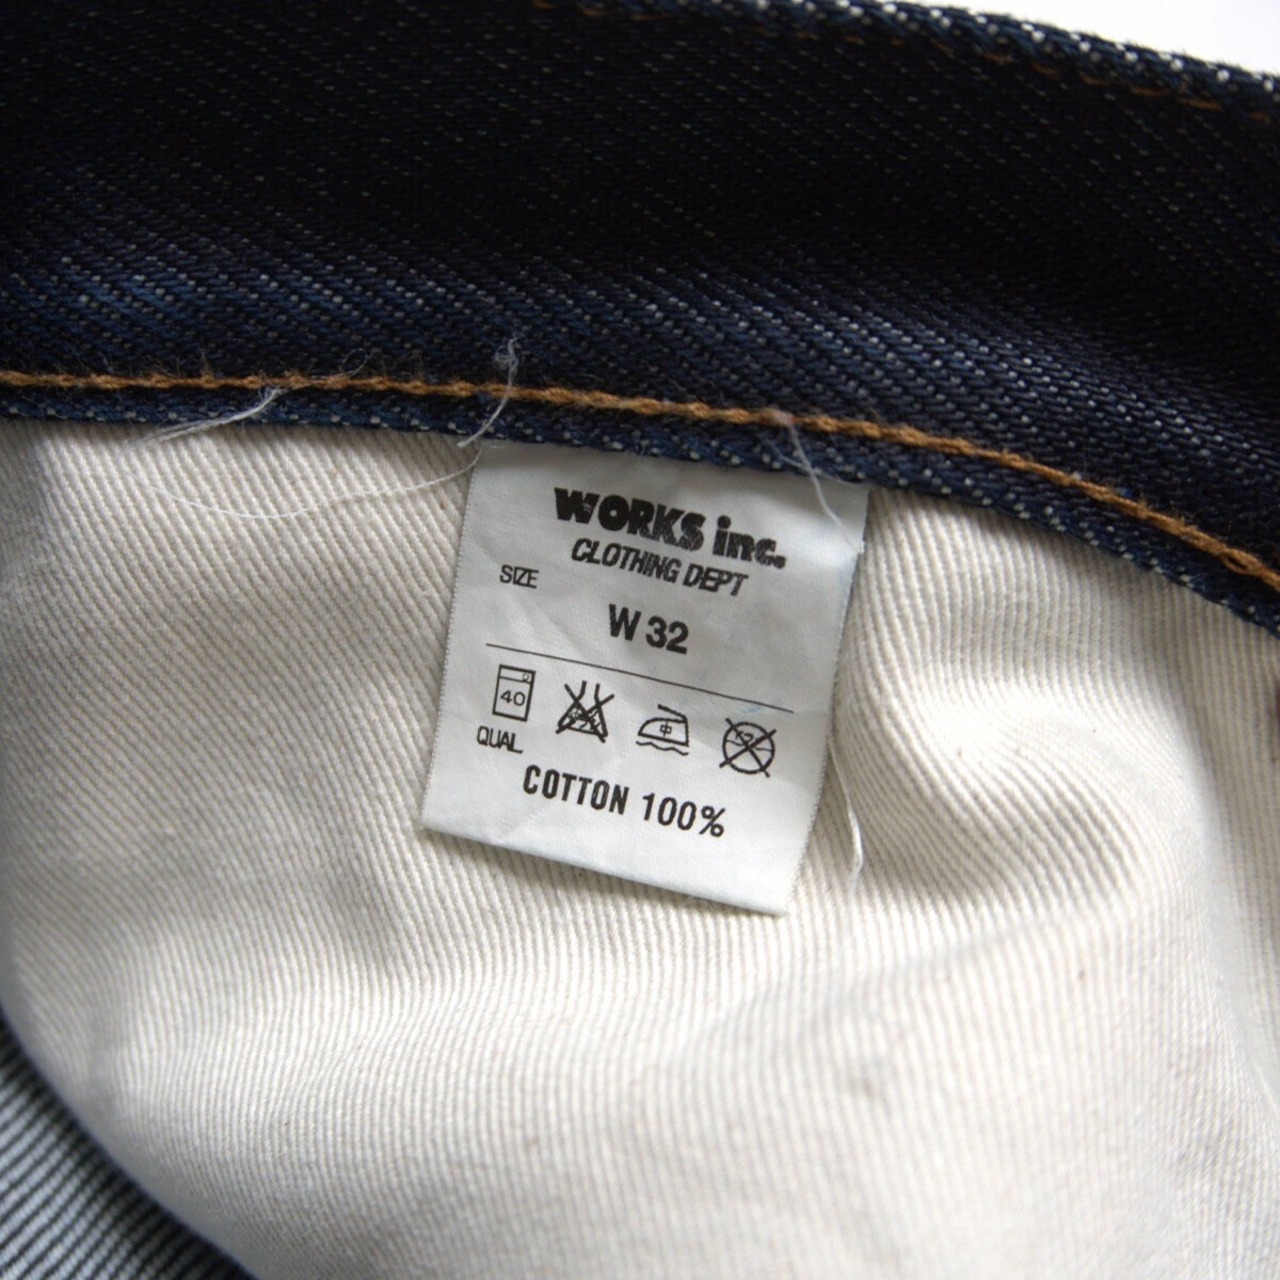 WORKS inc.
CLOTHING DEPT
SIZE
W 32
40
QUAL
COTTON 100%